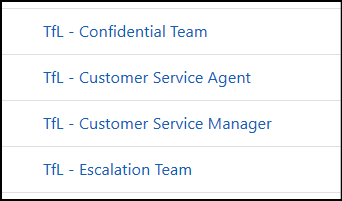 TfL - Confidential Team
TfL - Customer Service Agent
TfL - Customer Service Manager
TfL - Escalation Team